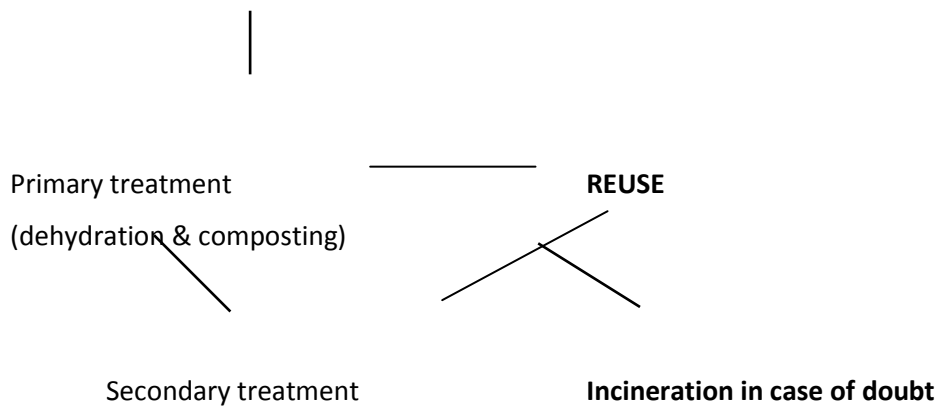 Primary treatment
REUSE
(dehydration & composting)
Secondary treatment
Incineration in case of doubt